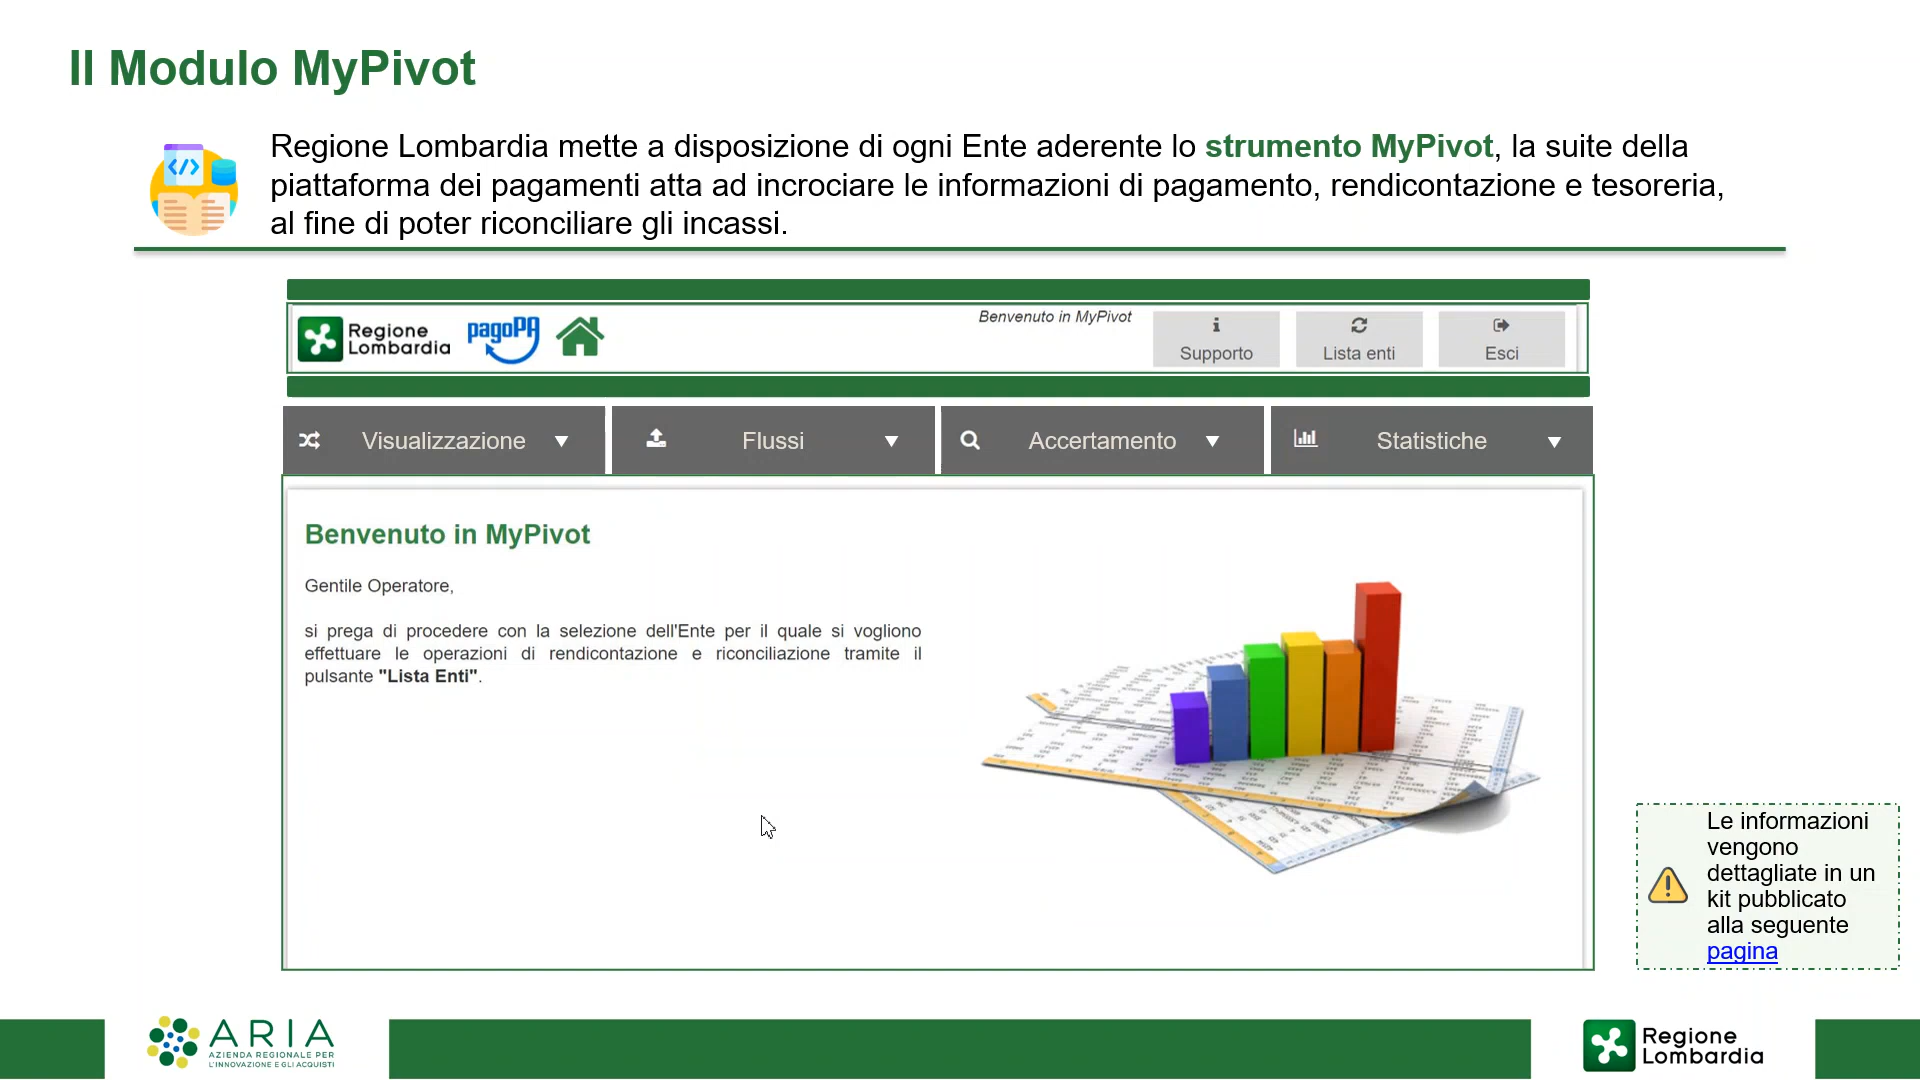 Il Modulo MyPivot
Regione Lombardia mette a disposizione di ogni Ente aderente lo strumento MyPivot, la suite della
piattaforma dei pagamenti atta ad incrociare le informazioni di pagamento, rendicontazione e tesoreria,
al fine di poter riconciliare gli incassi.
Regione
Lombardia
pagoPA
Benvenuto in MyPivot
Supporto
Lista enti
Esci
Visualizzazione
Flussi
Accertamento
Statistiche
Benvenuto in MyPivot
Gentile Operatore,
si prega di procedere con la selezione dell'Ente per il quale si vogliono
effettuare le operazioni di rendicontazione e riconciliazione tramite il
pulsante "Lista Enti".
Le informazioni
vengono
dettagliate in un
kit pubblicato
alla seguente
pagina
ARIA
AZIENDA REGIONALE PER
L'INNOVAZIONE E GLI ACQUISTI
Regione
Lombardia